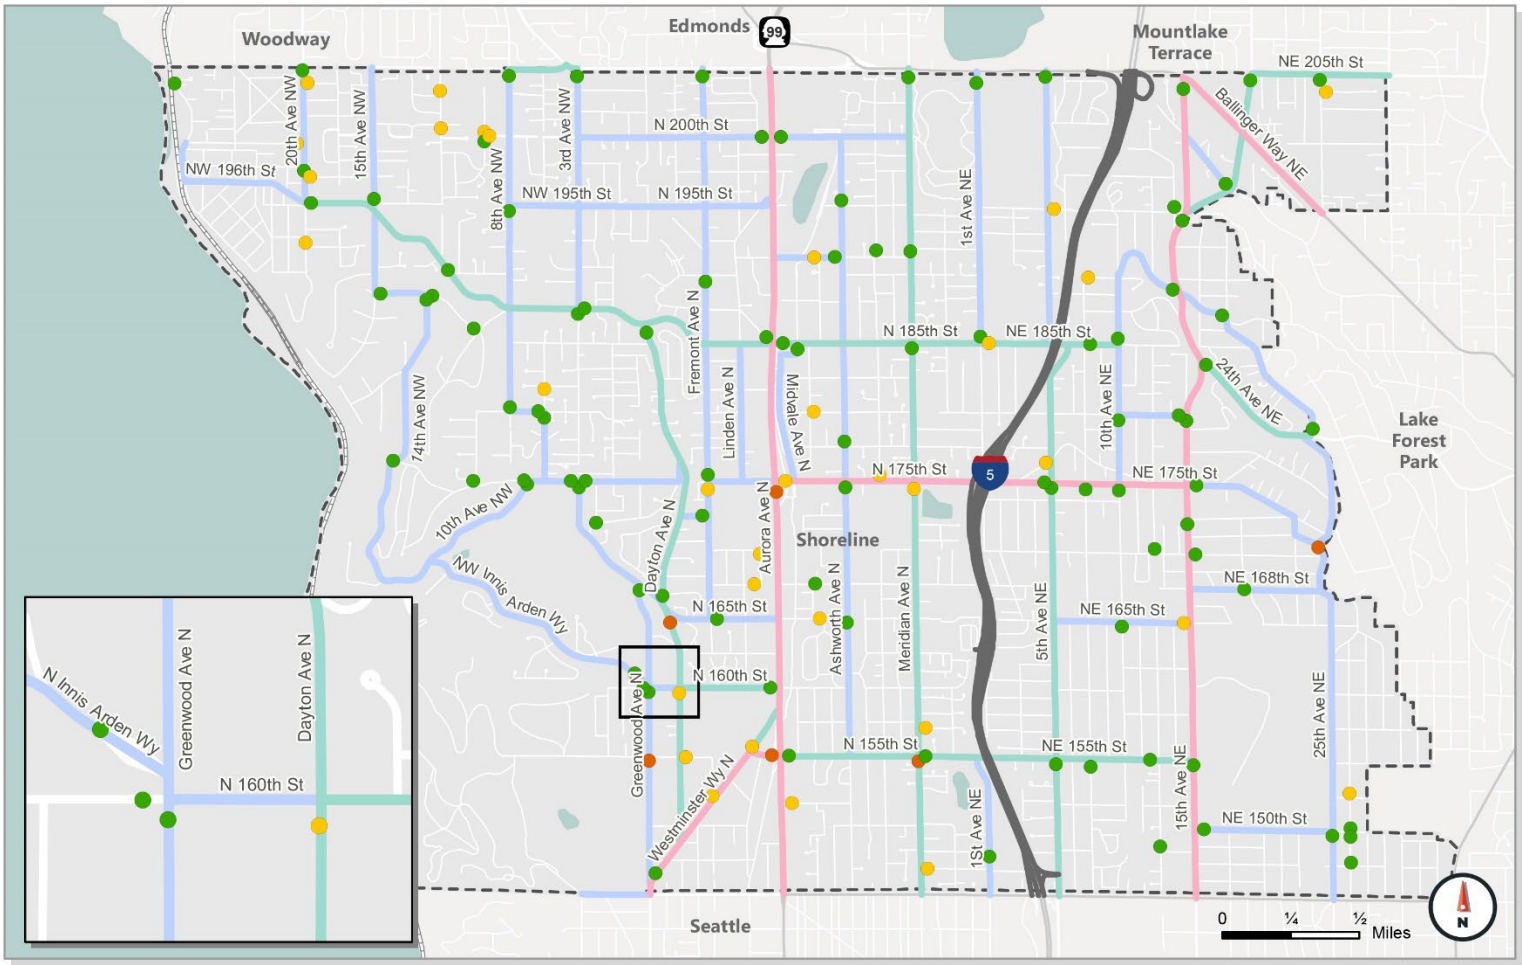 Woodway
Edmonds
99
Mountlake
Terrace
NE 205th St
Ballinger Way NE
20th Ave NW
15th Ave NW
3rd Ave NW
8th Ave NW
N 200th St
NW 196th St
NW 195th St
N 195th St
1st Ave NE
Fremont Ave N
N 185th St
NE 185th St
14th Ave NW
Linden Ave N
Midvale Ave N
10th Ave NE
24th Ave NE
Lake
Forest
Park
N 175th St
5
NE 175th St
10th Ave NW
Dayton Ave N
Aurora Ave N
Shoreline
NW Innis Arden Wy
N 165th St
Ashworth Ave N
Meridian Ave N
5th Ave NE
NE 168th St
NE 165th St
N 160th St
Greenwood Ave N
N 155th St
NE 155th St
Westminster Wy N
15th Ave NE
25th Ave NE
1St Ave NE
NE 150th St
N Innis Arden Wy
Greenwood Ave N
Dayton Ave N
N 160th St
Seattle
0 ¼ ½
Miles
N